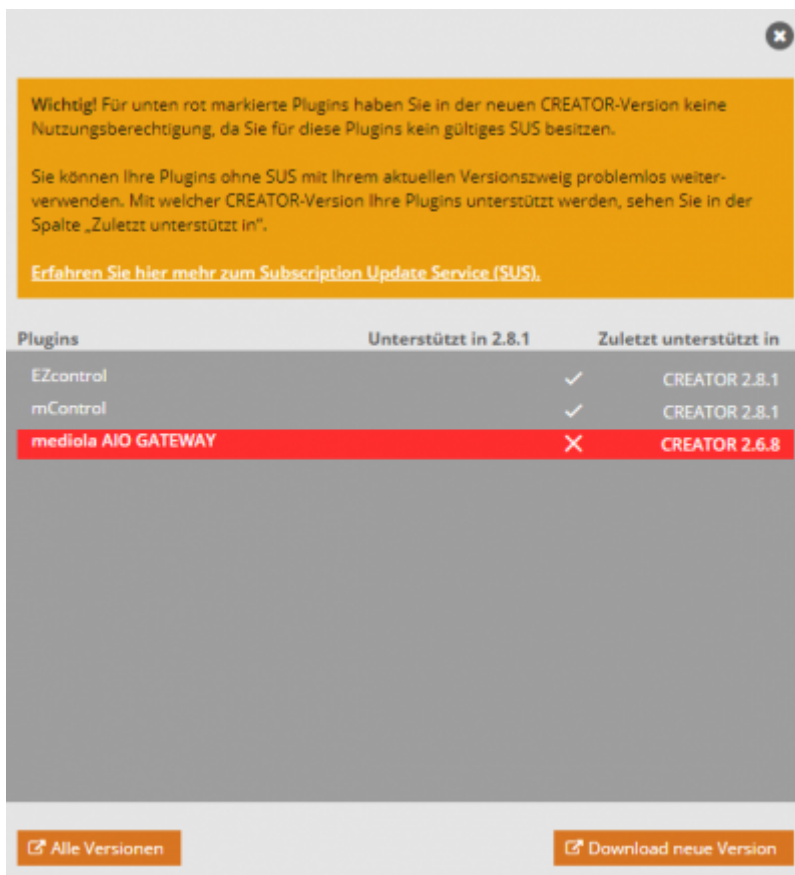 Wichtig! Für unten rot markierte Plugins haben Sie in der neuen CREATOR-Version keine
Nutzungsberechtigung, da Sie für diese Plugins kein gültiges SUS besitzen.
Sie können Ihre Plugins ohne SUS mit Ihrem aktuellen Versionszweig problemlos weiter-
verwenden. Mit welcher CREATOR-Version Ihre Plugins unterstützt werden, sehen Sie in der
Spalte „Zuletzt unterstützt in“.
Erfahren Sie hier mehr zum Subscription Update Service (SUS).
Plugins Unterstützt in 2.8.1 Zuletzt unterstützt in
EZcontrol CREATOR 2.8.1
mControl CREATOR 2.8.1
mediola AIO GATEWAY CREATOR 2.6.8
Alle Versionen Download neue Version